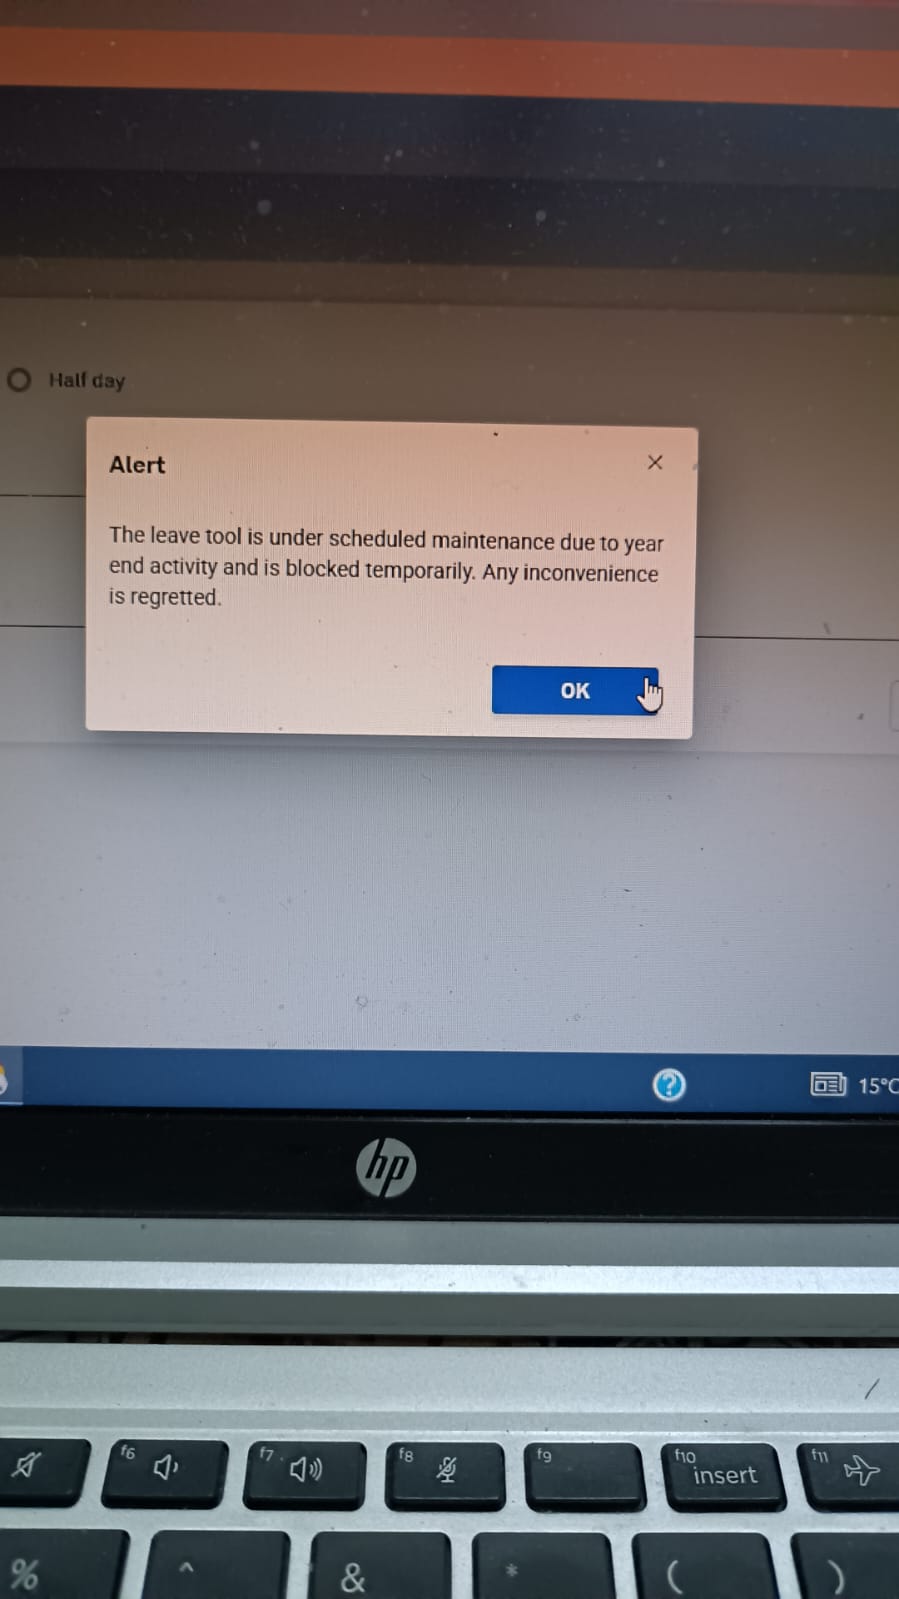 Half day
Alert
The leave tool is under scheduled maintenance due to year
end activity and is blocked temporarily. Any inconvenience
is regretted.
OK
?
15°C
hp
f6
f7
f8
f9
f10
insert
f11
%
^
&
*
(
)